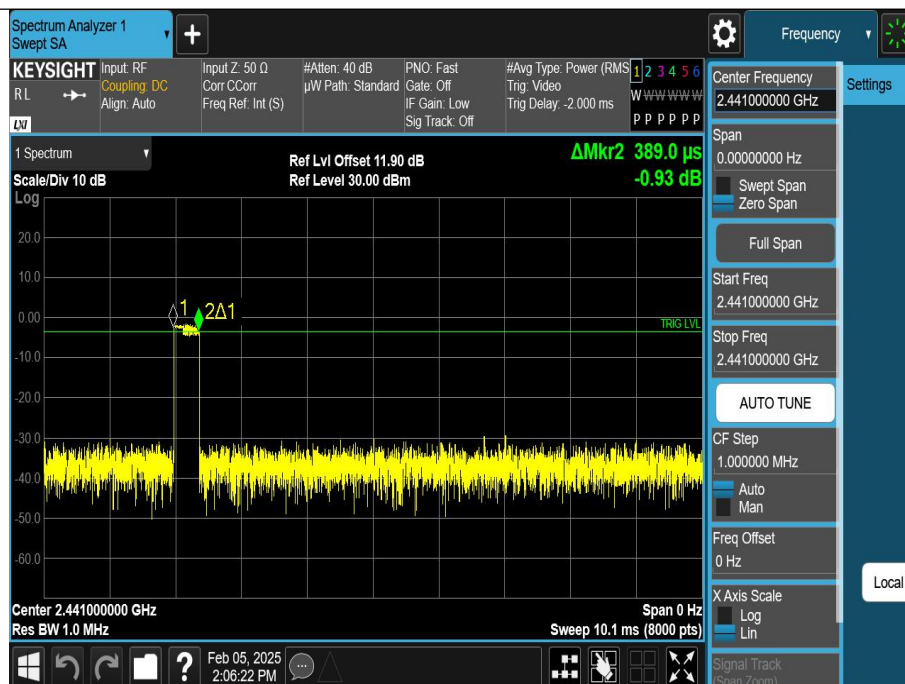 Spectrum Analyzer 1
Swept SA
Frequency
KEYSIGHT
RL
LXI
Input: RF
Coupling: DC
Align: Auto
Input Z: 50 Ω
Corr CCorr
Freq Ref: Int (S)
#Atten: 40 dB
µW Path: Standard
PNO: Fast
Gate: Off
IF Gain: Low
Sig Track: Off
#Avg Type: Power (RMS
Trig: Video
Trig Delay: -2.000 ms
1 2 3 4 5 6
W W W W W W
P P P P P P
1 Spectrum
Scale/Div 10 dB
Ref Lvl Offset 11.90 dB
Ref Level 30.00 dBm
ΔMkr2 389.0 µs
-0.93 dB
Log
20.0
10.0
0.00
-10.0
-20.0
-30.0
-40.0
-50.0
-60.0
1
2Δ1
TRIG LVL
Center 2.441000000 GHz
Res BW 1.0 MHz
Span 0 Hz
Sweep 10.1 ms (8000 pts)
Feb 05, 2025
2:06:22 PM
Center Frequency
2.441000000 GHz
Span
0.00000000 Hz
Swept Span
Zero Span
Full Span
Start Freq
2.441000000 GHz
Stop Freq
2.441000000 GHz
AUTO TUNE
CF Step
1.000000 MHz
Auto
Man
Freq Offset
0 Hz
X Axis Scale
Log
Lin
Signal Track
(Span Zoom)
Settings
Local